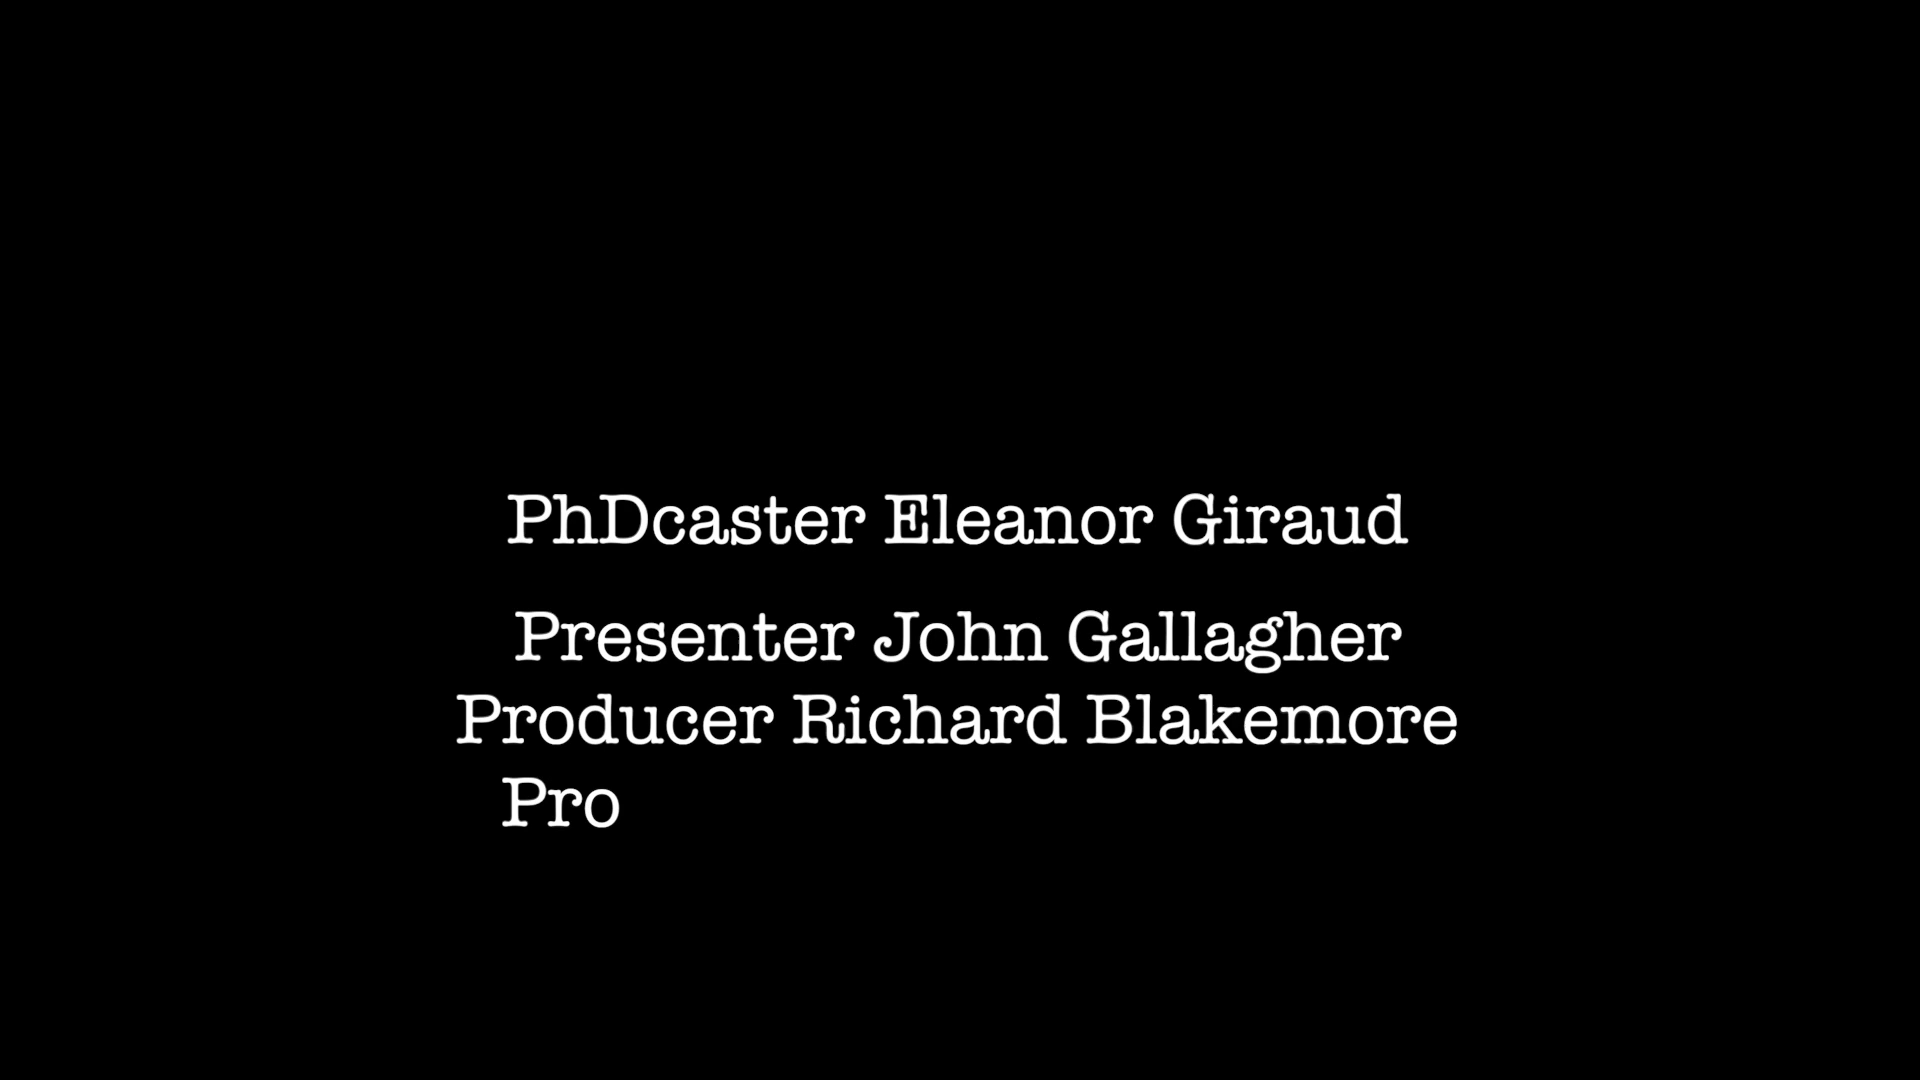 PhDcaster Eleanor Giraud
Presenter John Gallagher
Producer Richard Blakemore
Pro